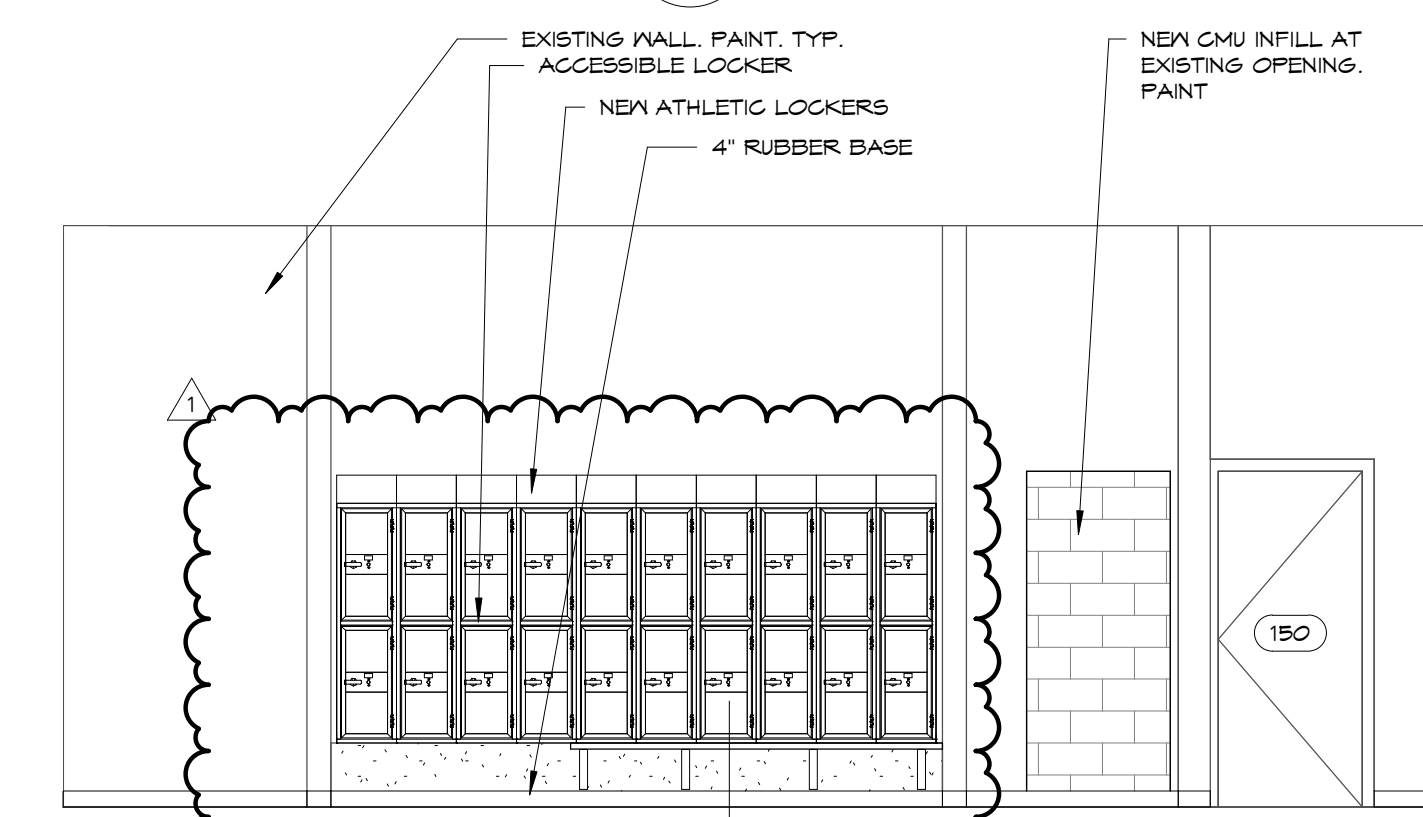 EXISTING WALL. PAINT. TYP.
ACCESSIBLE LOCKER
NEW ATHLETIC LOCKERS
4" RUBBER BASE
NEW CMU INFILL AT
EXISTING OPENING.
PAINT
1
150